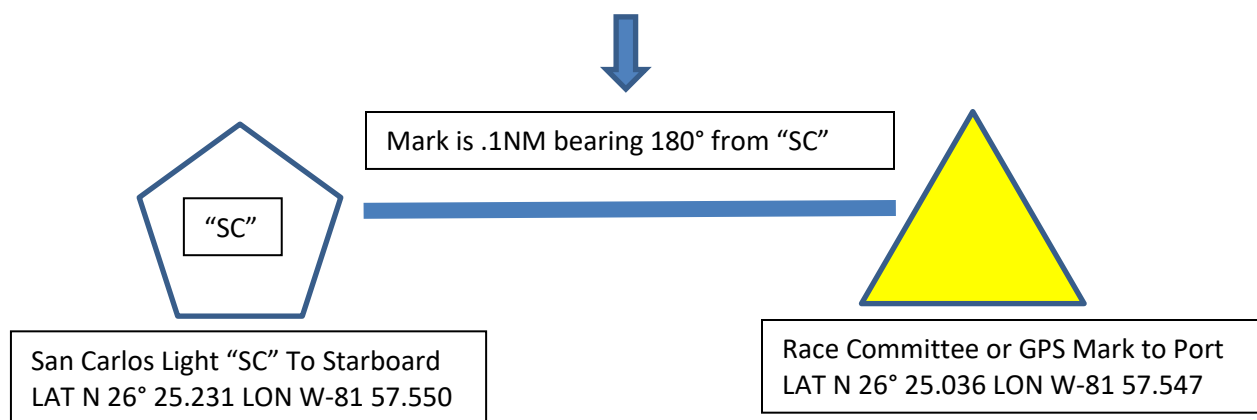 Mark is .1NM bearing 180° from “SC”
“SC”
San Carlos Light “SC” To Starboard
LAT N 26° 25.231 LON W-81 57.550
Race Committee or GPS Mark to Port
LAT N 26° 25.036 LON W-81 57.547